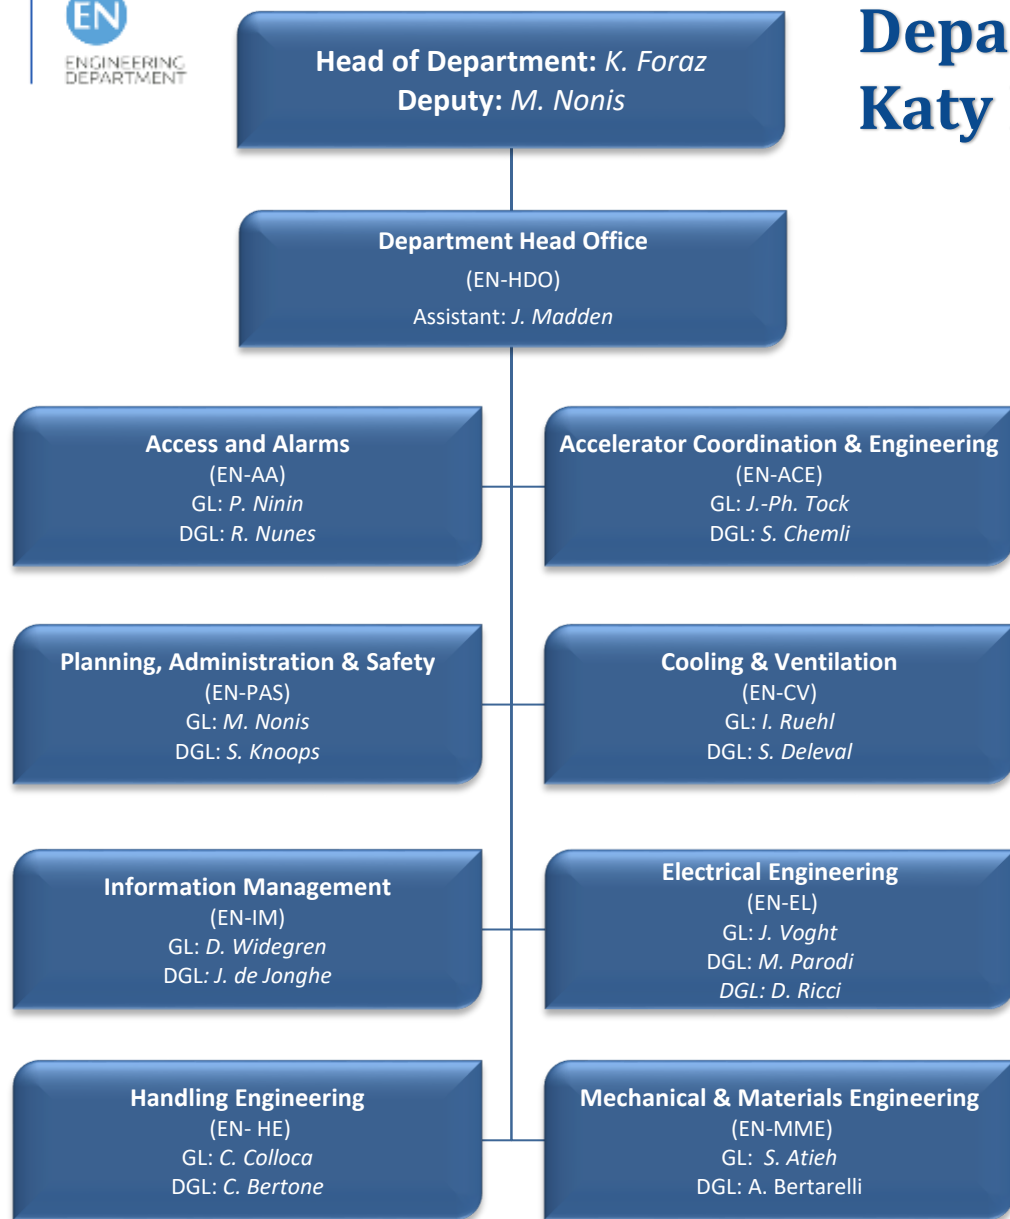 EN
ENGINEERING
DEPARTMENT
Head of Department: K. Foraz
Deputy: M. Nonis
Depa
Katy
Department Head Office
(EN-HDO)
Assistant: J. Madden
Access and Alarms
(EN-AA)
GL: P. Ninin
DGL: R. Nunes
Accelerator Coordination & Engineering
(EN-ACE)
GL: J.-Ph. Tock
DGL: S. Chemli
Planning, Administration & Safety
(EN-PAS)
GL: M. Nonis
DGL: S. Knoops
Cooling & Ventilation
(EN-CV)
GL: I. Ruehl
DGL: S. Deleval
Information Management
(EN-IM)
GL: D. Widegren
DGL: J. de Jonghe
Electrical Engineering
(EN-EL)
GL: J. Voght
DGL: M. Parodi
DGL: D. Ricci
Handling Engineering
(EN- HE)
GL: C. Colloca
DGL: C. Bertone
Mechanical & Materials Engineering
(EN-MME)
GL: S. Atieh
DGL: A. Bertarelli